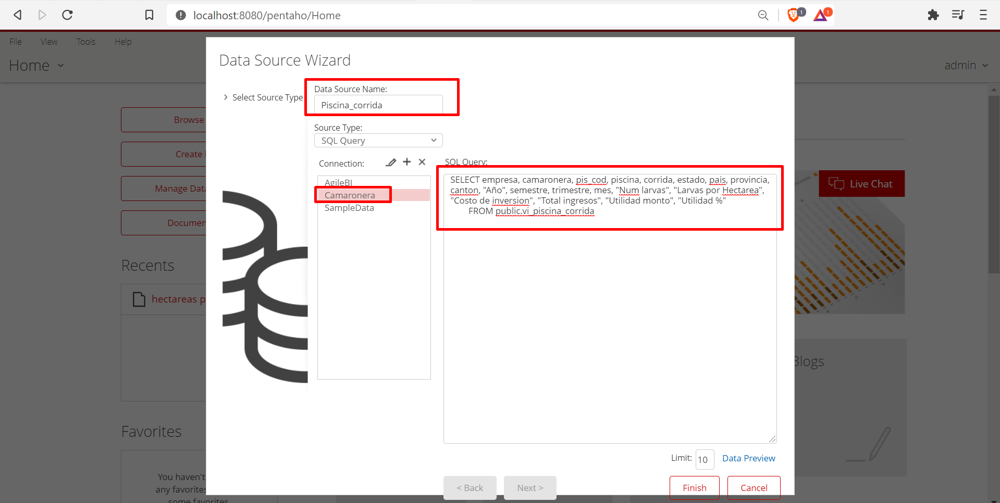 localhost:8080/pentaho/Home
1
1
File View Tools Help
Home
admin
Data Source Wizard
Select Source Type
Data Source Name:
Piscina_corrida
Source Type:
SQL Query
Connection:
AgileBI
Camaronera
SampleData
SQL Query:
SELECT empresa, camaronera, pis_cod, piscina, corrida, estado, pais, provincia,
canton, "Año", semestre, trimestre, mes, "Num larvas", "Larvas por Hectarea",
"Costo de inversion", "Total ingresos", "Utilidad monto", "Utilidad %"
FROM public.vi_piscina_corrida
Limit: 10 Data Preview
< Back Next > Finish Cancel
Browse
Create
Manage Data
Documen
Recents
hectareas p
Favorites
You haven't
any favorites
some favorites
Live Chat
Blogs